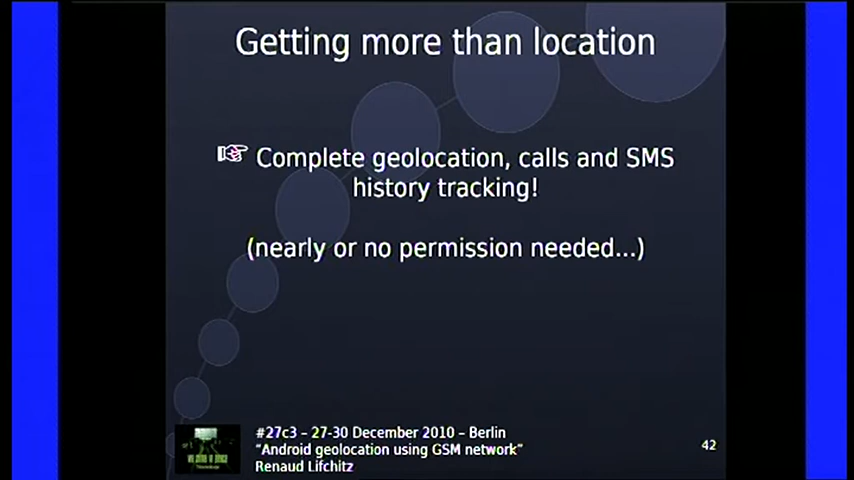 Getting more than location
Complete geolocation, calls and SMS
history tracking!
(nearly or no permission needed...)
#27c3 – 27-30 December 2010 – Berlin
"Android geolocation using GSM network"
Renaud Lifchitz
42